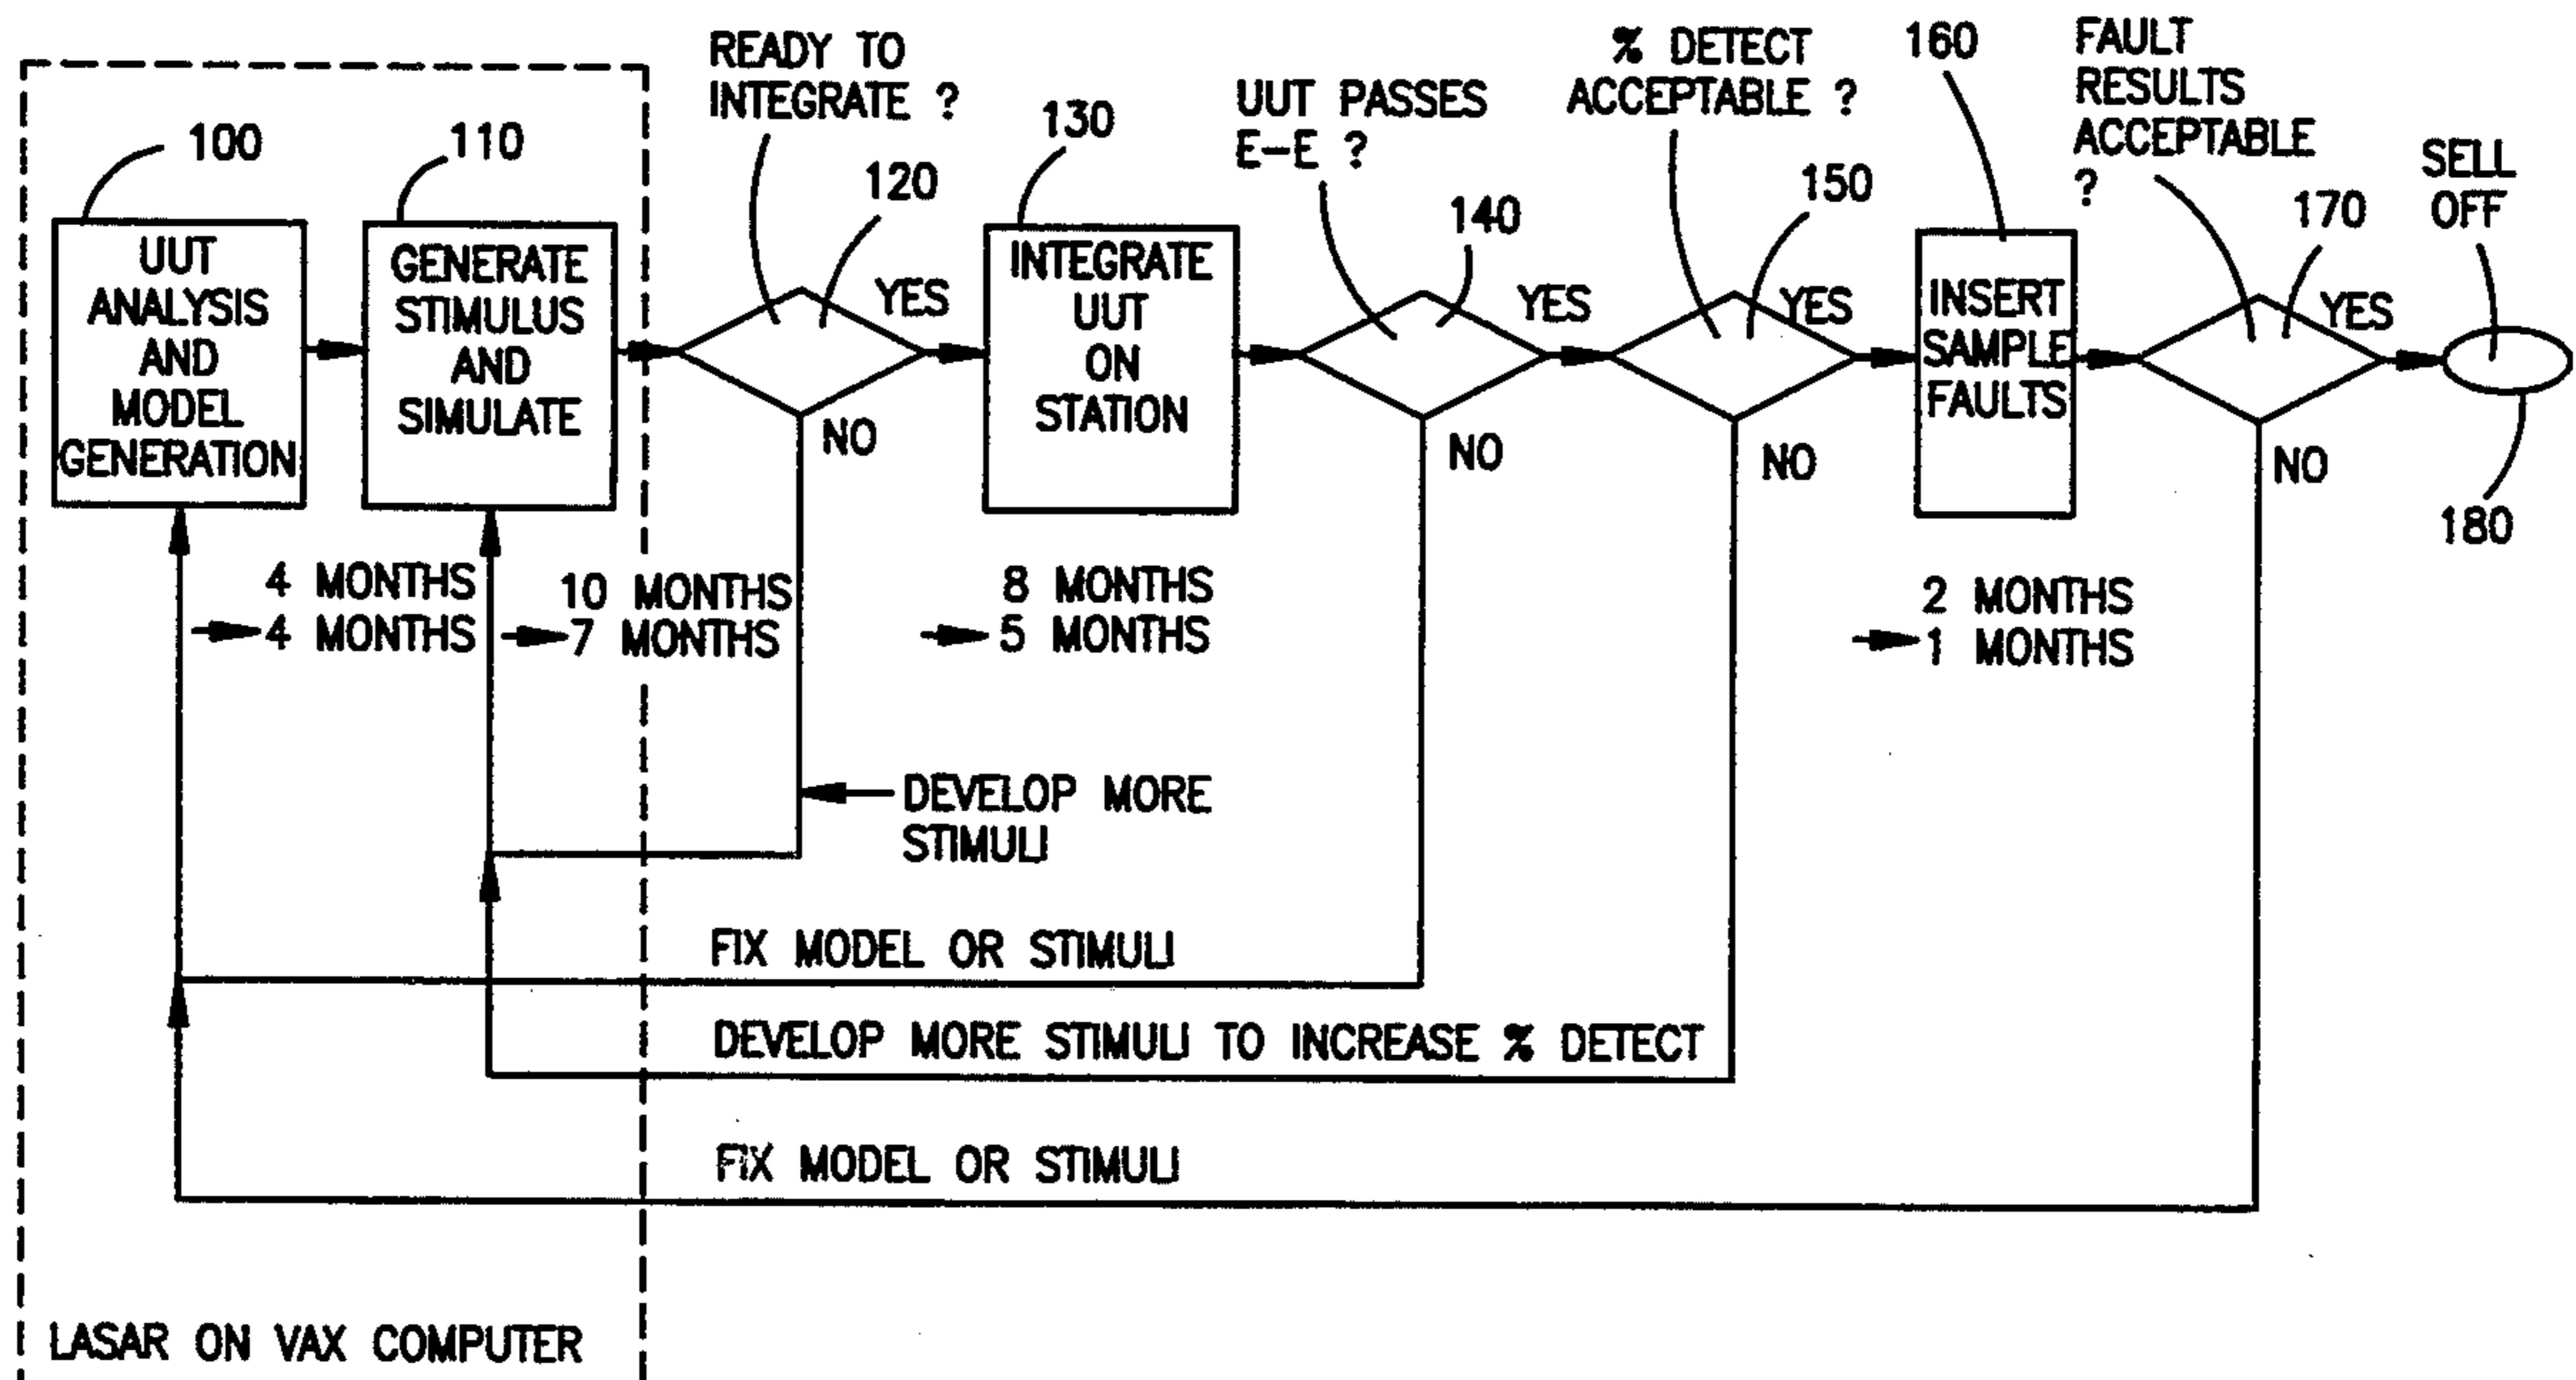 READY TO
INTEGRATE ?
% DETECT
ACCEPTABLE ?
160
FAULT
RESULTS
ACCEPTABLE
?
UUT PASSES
E-E ?
SELL
OFF
100
110
120
130
140
150
170
180
UUT
ANALYSIS
AND
MODEL
GENERATION
GENERATE
STIMULUS
AND
SIMULATE
YES
NO
INTEGRATE
UUT
ON
STATION
YES
NO
YES
NO
INSERT
SAMPLE
FAULTS
YES
NO
4 MONTHS
4 MONTHS
10 MONTHS
7 MONTHS
8 MONTHS
5 MONTHS
2 MONTHS
1 MONTHS
DEVELOP MORE
STIMULI
FIX MODEL OR STIMULI
DEVELOP MORE STIMULI TO INCREASE % DETECT
FIX MODEL OR STIMULI
LASAR ON VAX COMPUTER